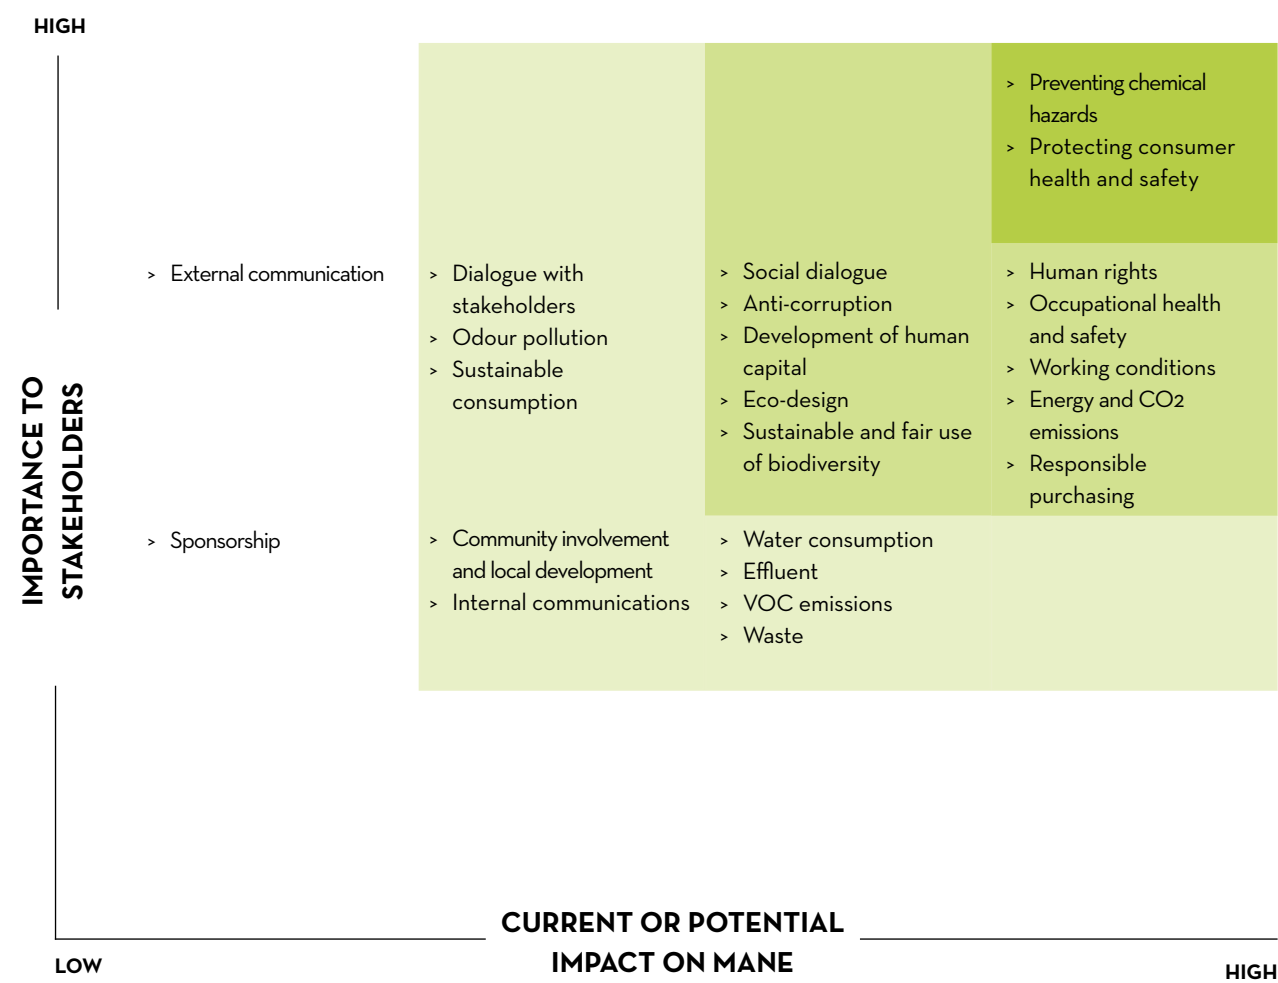 HIGH
> Preventing chemical
hazards
> Protecting consumer
health and safety
> External communication
> Dialogue with
stakeholders
> Odour pollution
> Sustainable
consumption
> Social dialogue
> Anti-corruption
> Development of human
capital
> Eco-design
> Sustainable and fair use
of biodiversity
> Human rights
> Occupational health
and safety
> Working conditions
> Energy and CO2
emissions
> Responsible
purchasing
IMPORTANCE TO
STAKEHOLDERS
> Sponsorship
> Community involvement
and local development
> Internal communications
> Water consumption
> Effluent
> VOC emissions
> Waste
CURRENT OR POTENTIAL
IMPACT ON MANE
LOW
HIGH